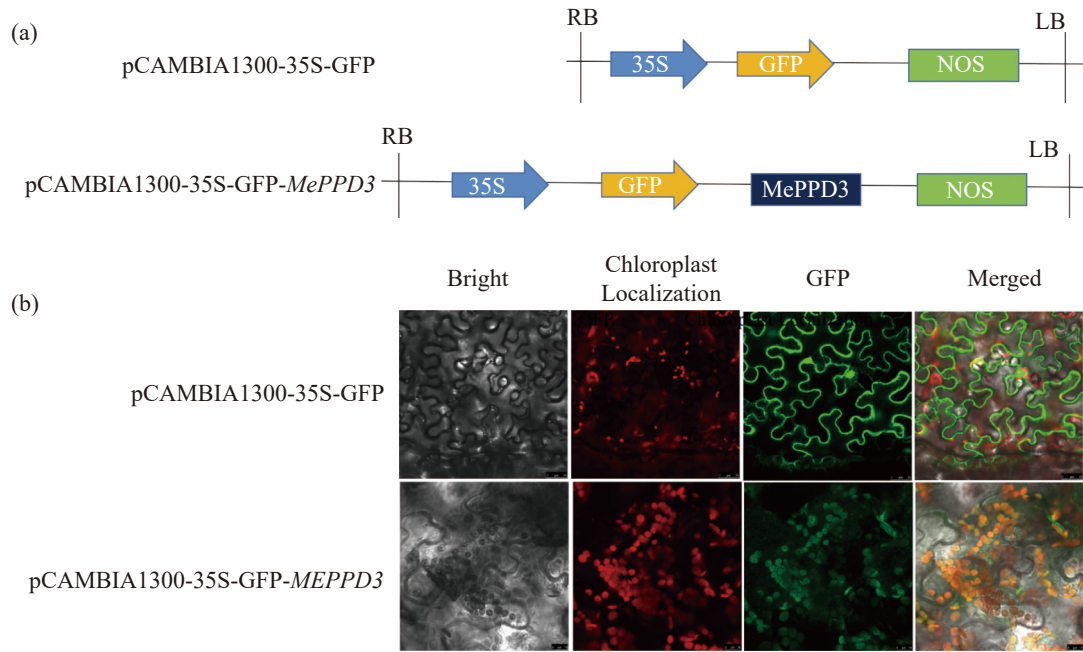 (a)
RB
LB
pCAMBIA1300-35S-GFP
35S
GFP
NOS
RB
LB
pCAMBIA1300-35S-GFP-MePPD3
35S
GFP
MePPD3
NOS
(b)
Bright
Chloroplast
Localization
GFP
Merged
pCAMBIA1300-35S-GFP
pCAMBIA1300-35S-GFP-MEPPD3